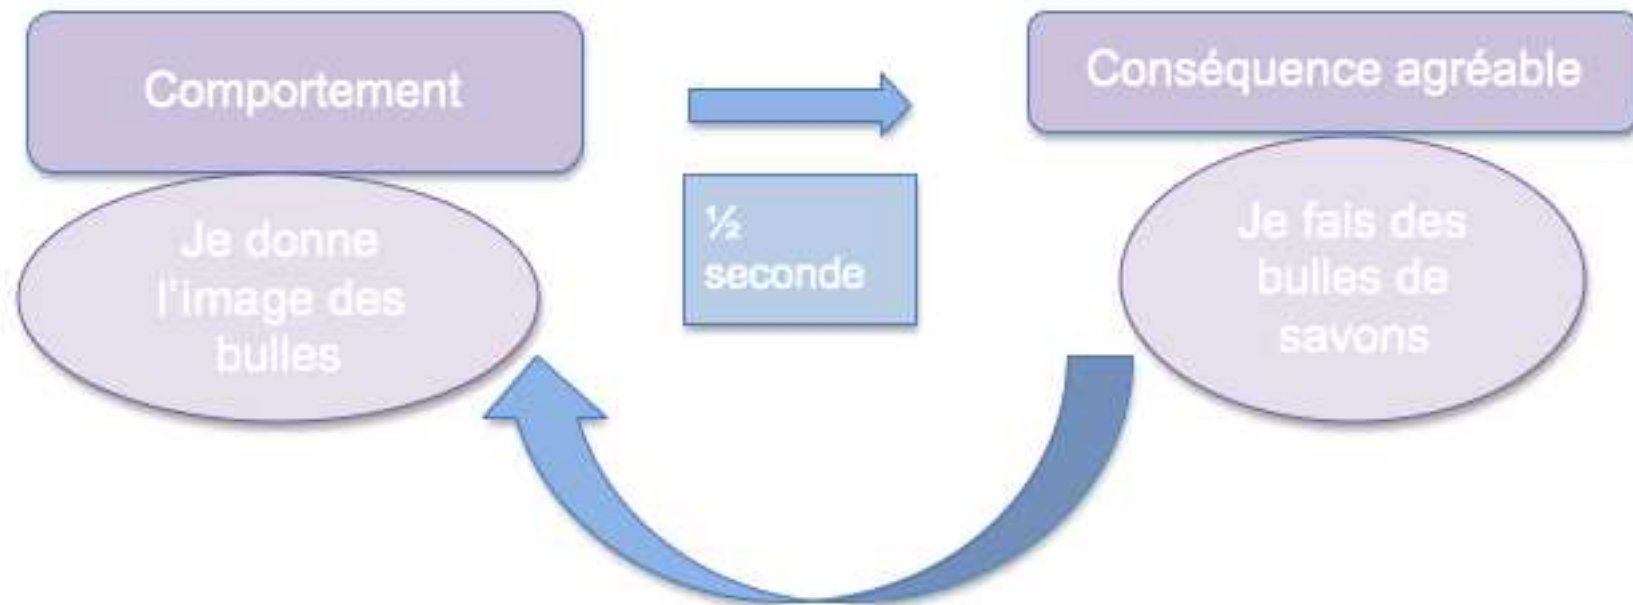 Comportement
Conséquence agréable
Je donne
l'image des
bulles
½
seconde
Je fais des
bulles de
savons